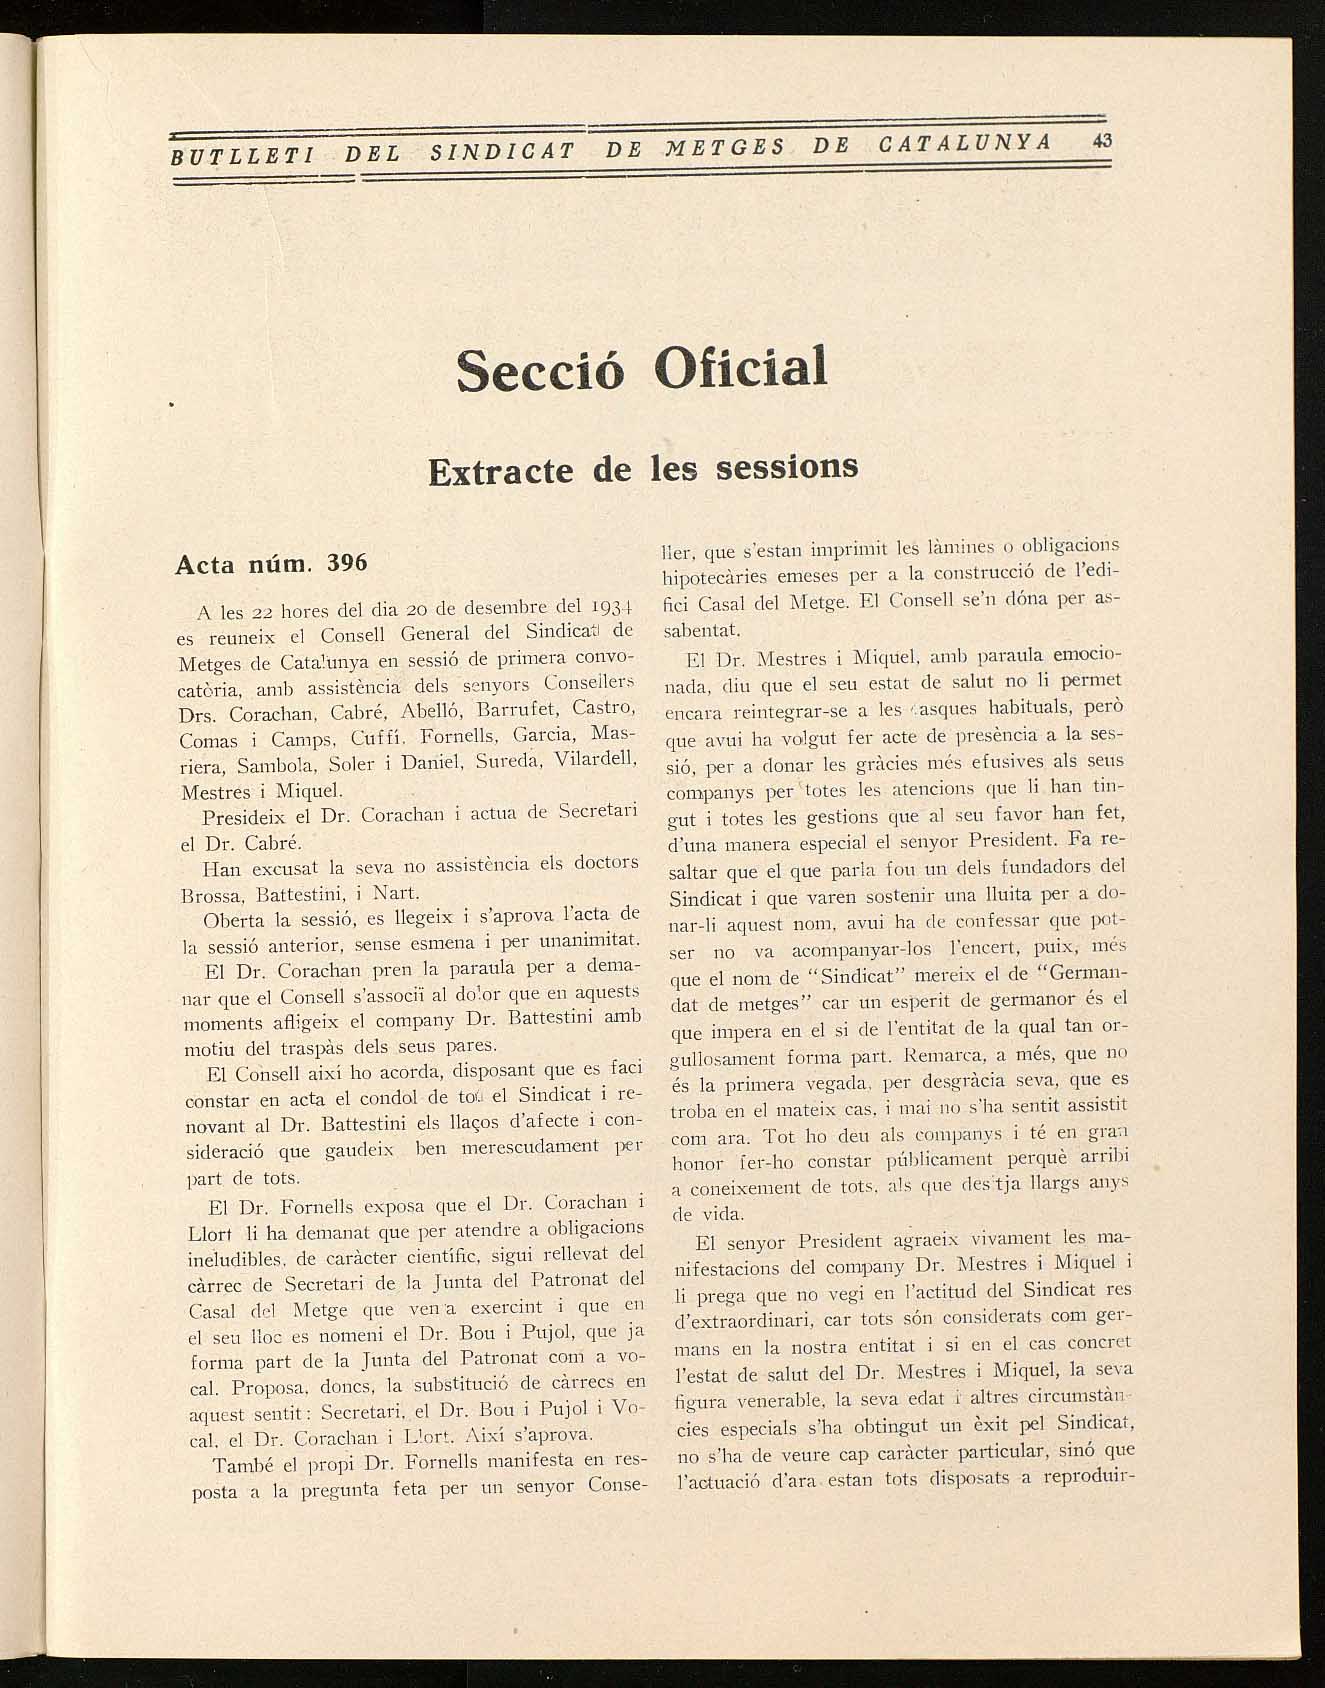 BUTLLETI DEL SINDICAT DE METGES DE CATALUNYA 43
Secció Oficial
Extracte de les sessions
Acta núm. 396
A les 22 hores del dia 20 de desembre del 1934
es reuneix el Consell General del Sindicat de
Metges de Catalunya en sessió de primera convo-
catòria, amb assistència dels senyors Consellers
Drs. Corachan, Cabré, Abelló, Barrufet, Castro,
Comas i Camps, Cuffí, Fornells, Garcia, Mas-
riera, Sambola, Soler i Daniel, Sureda, Vilardell,
Mestres i Miquel.
Presideix el Dr. Corachan i actua de Secretari
el Dr. Cabré.
Han excusat la seva no assistència els doctors
Brossa, Battestini, i Nart.
Oberta la sessió, es llegeix i s'aprova l'acta de
la sessió anterior, sense esmena i per unanimitat.
El Dr. Corachan pren la paraula per a dema-
nar que el Consell s'associï al dolor que en aquests
moments afligeix el company Dr. Battestini amb
motiu del traspàs dels seus pares.
El Consell així ho acorda, disposant que es faci
constar en acta el condol de tot el Sindicat i re-
novant al Dr. Battestini els llaços d'afecte i con-
sideració que gaudeix ben merescudament per
part de tots.
El Dr. Fornells exposa que el Dr. Corachan i
Llort li ha demanat que per atendre a obligacions
ineludibles, de caràcter científic, sigui rellevat del
càrrec de Secretari de la Junta del Patronat del
Casal del Metge que ven a exercint i que en
el seu lloc es nomeni el Dr. Bou i Pujol, que ja
forma part de la Junta del Patronat com a vo-
cal. Proposa, doncs, la substitució de càrrecs en
aquest sentit: Secretari, el Dr. Bou i Pujol i Vo-
cal, el Dr. Corachan i Llort. Així s'aprova.
També el propi Dr. Fornells manifesta en res-
posta a la pregunta feta per un senyor Conse-
ller, que s'estan imprimit les làmines o obligacions
hipotecàries emeses per a la construcció de l'edi-
fici Casal del Metge. El Consell se'n dóna per as-
sabentat.
El Dr. Mestres i Miquel, amb paraula emocio-
nada, diu que el seu estat de salut no li permet
encara reintegrar-se a les tasques habituals, però
que avui ha volgut fer acte de presència a la ses-
sió, per a donar les gràcies més efusives als seus
companys per totes les atencions que li han tin-
gut i totes les gestions que al seu favor han fet,
d'una manera especial el senyor President. Fa re-
saltar que el que parla fou un dels fundadors del
Sindicat i que varen sostenir una lluita per a do-
nar-li aquest nom, avui ha de confessar que pot-
ser no va acompanyar-los l'encert, puix, més
que el nom de "Sindicat" mereix el de "German-
dat de metges" car un esperit de germanor és el
que impera en el si de l'entitat de la qual tan or-
gullosament forma part. Remarca, a més, que no
és la primera vegada, per desgràcia seva, que es
troba en el mateix cas, i mai no s'ha sentit assistit
com ara. Tot ho deu als companys i té en gran
honor fer-ho constar públicament perquè arribi
a coneixement de tots, als que desitja llargs anys
de vida.
El senyor President agraeix vivament les ma-
nifestacions del company Dr. Mestres i Miquel i
li prega que no vegi en l'actitud del Sindicat res
d'extraordinari, car tots són considerats com ger-
mans en la nostra entitat i si en el cas concret
l'estat de salut del Dr. Mestres i Miquel, la seva
figura venerable, la seva edat i altres circumstàn-
cies especials s'ha obtingut un èxit pel Sindicat,
no s'ha de veure cap caràcter particular, sinó que
l'actuació d'ara estan tots disposats a reproduir-